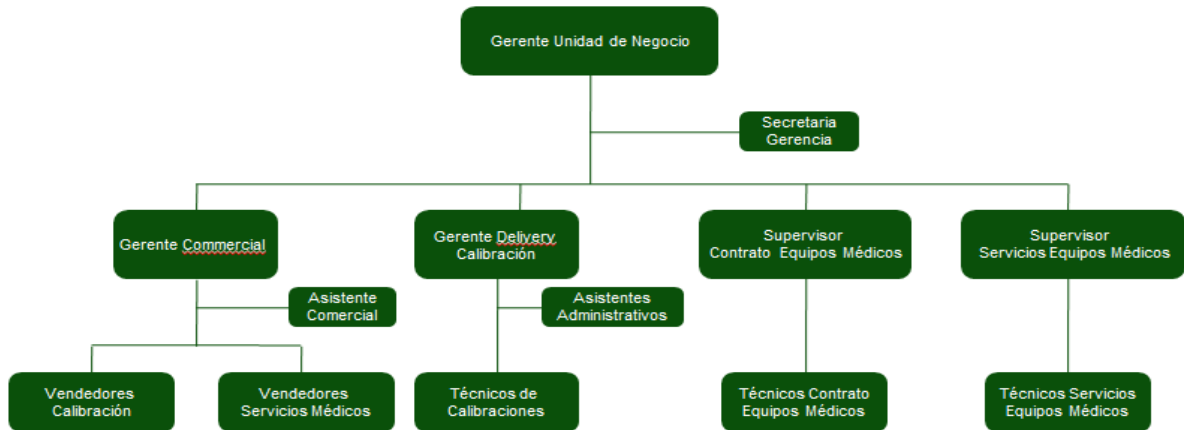 Gerente Unidad de Negocio
Secretaria
Gerencia
Gerente Commercial
Gerente Delivery
Calibración
Supervisor
Contrato Equipos Médicos
Supervisor
Servicios Equipos Médicos
Asistente
Comercial
Asistentes
Administrativos
Vendedores
Calibración
Vendedores
Servicios Médicos
Técnicos de
Calibraciones
Técnicos Contrato
Equipos Médicos
Técnicos Servicios
Equipos Médicos